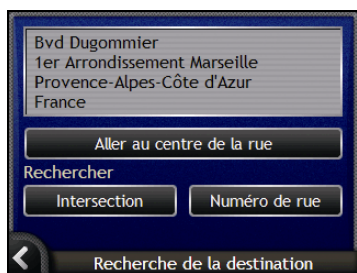 Bvd Dugommier
1er Arrondissement Marseille
Provence-Alpes-Côte d'Azur
France
Aller au centre de la rue
Rechercher
Intersection
Numéro de rue
Recherche de la destination